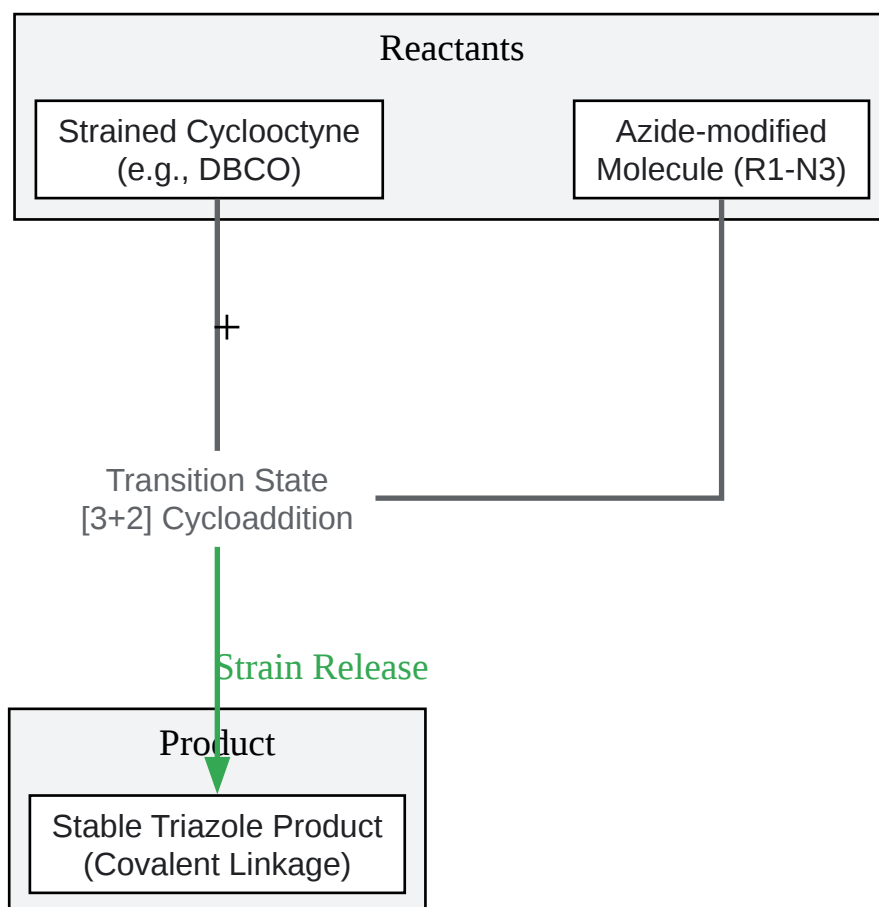 Reactants
Strained Cyclooctyne
(e.g., DBCO)
Azide-modified
Molecule (R1-N3)
+
Transition State
[3+2] Cycloaddition
Strain Release
Product
Stable Triazole Product
(Covalent Linkage)